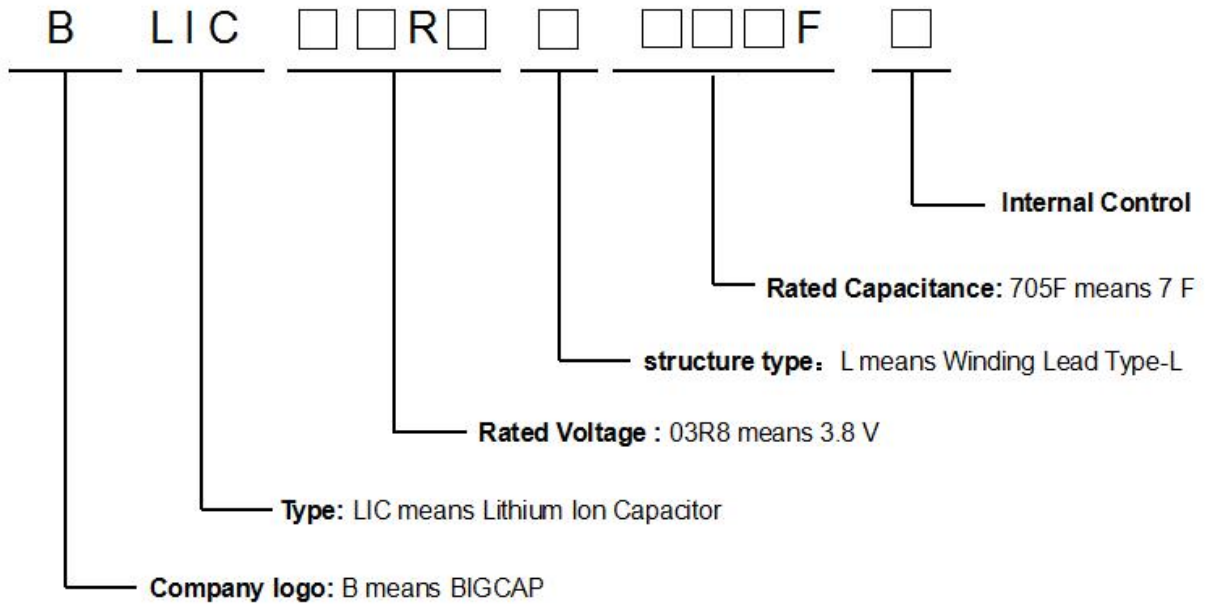 B LIC □□R□ □ □□□F □
Internal Control
Rated Capacitance: 705F means 7 F
structure type：L means Winding Lead Type-L
Rated Voltage : 03R8 means 3.8 V
Type: LIC means Lithium Ion Capacitor
Company logo: B means BIGCAP